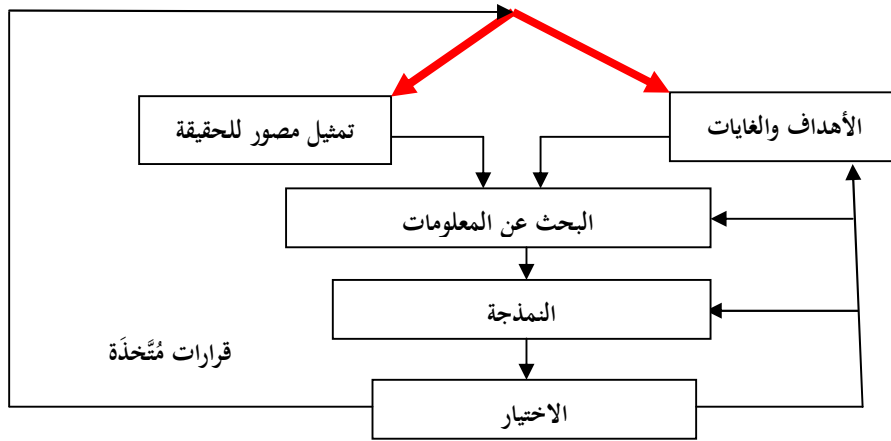 الأهداف والغايات
تمثيل مصور للحقيقة
البحث عن المعلومات
النمذجة
قرارات مُتَّخذَة
الاختيار